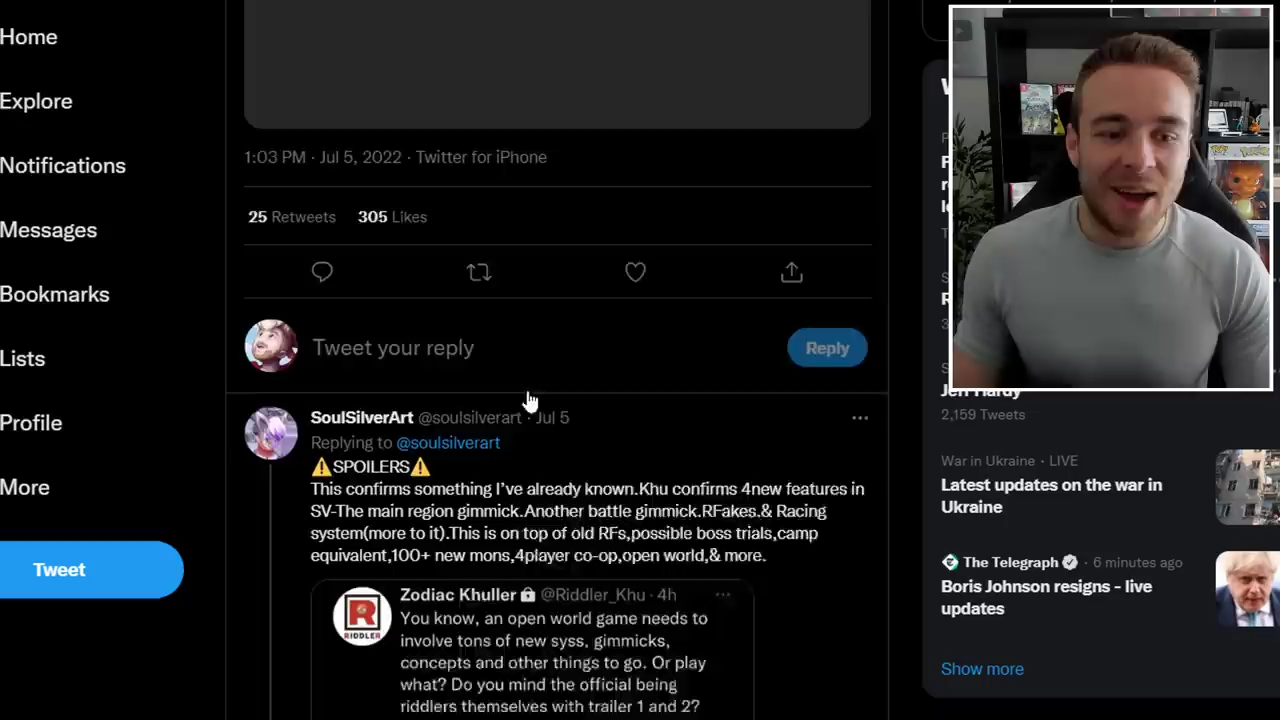 Home
Explore
Notifications
Messages
Bookmarks
Lists
Profile
More
Tweet
1:03 PM · Jul 5, 2022 · Twitter for iPhone
25 Retweets 305 Likes
Tweet your reply
Reply
SoulSilverArt @soulsilverart · Jul 5
Replying to @soulsilverart
⚠️SPOILERS⚠️
This confirms something I've already known.Khu confirms 4new features in
SV-The main region gimmick.Another battle gimmick.RFakes.& Racing
system(more to it).This is on top of old RFs,possible boss trials,camp
equivalent,100+ new mons,4player co-op,open world,& more.
RIDDLER
Zodiac Khuller @Riddler_Khu · 4h
You know, an open world game needs to
involve tons of new syss, gimmicks,
concepts and other things to go. Or play
what? Do you mind the official being
riddlers themselves with trailer 1 and 2?
2,159 Tweets
War in Ukraine · LIVE
Latest updates on the war in
Ukraine
The Telegraph · 6 minutes ago
Boris Johnson resigns - live
updates
Show more